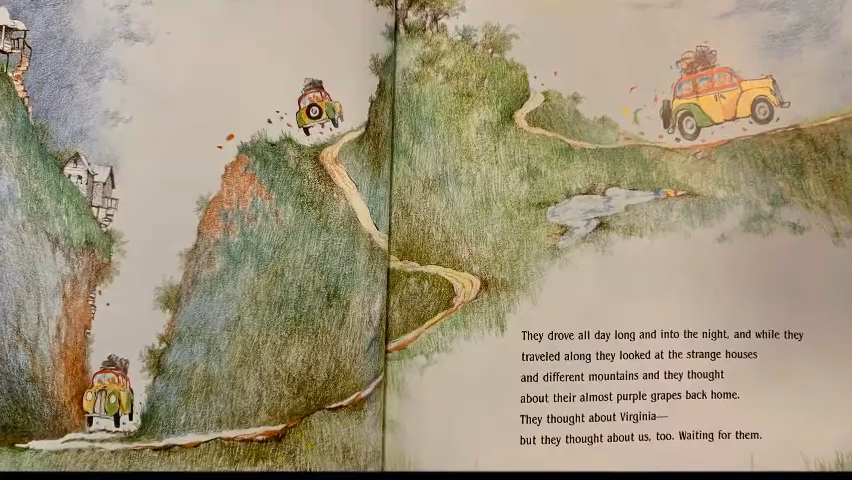 They drove all day long and into the night, and while they
traveled along they looked at the strange houses
and different mountains and they thought
about their almost purple grapes back home.
They thought about Virginia—
but they thought about us, too. Waiting for them.